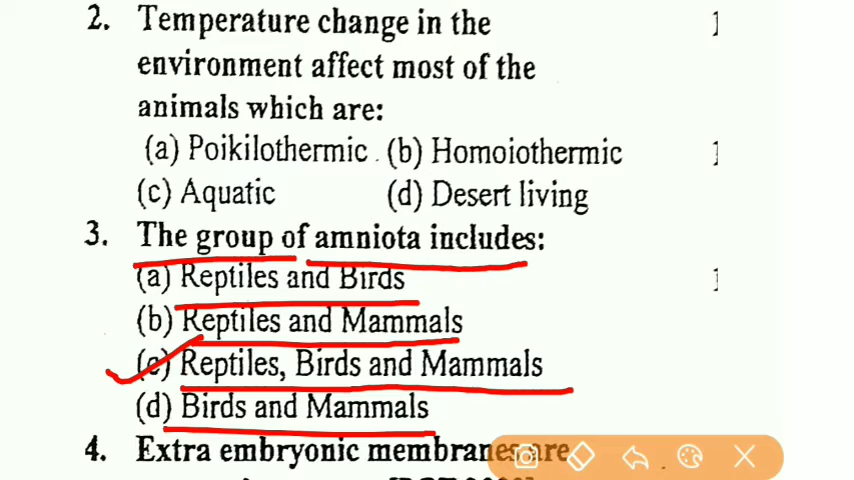 2. Temperature change in the
environment affect most of the
animals which are:
(a) Poikilothermic (b) Homoiothermic
(c) Aquatic (d) Desert living
3. The group of amniota includes:
(a) Reptiles and Birds
(b) Reptiles and Mammals
(c) Reptiles, Birds and Mammals
(d) Birds and Mammals
4. Extra embryonic membranes are